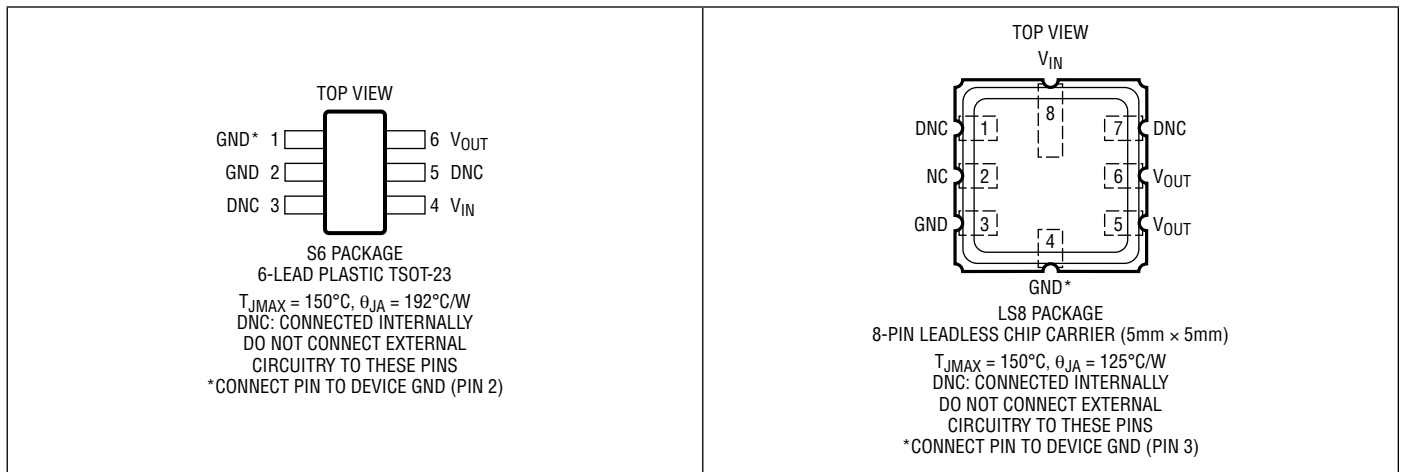 TOP VIEW
GND* 1
6 VOUT
GND 2
5 DNC
DNC 3
4 VIN
S6 PACKAGE
6-LEAD PLASTIC TSOT-23
TJMAX = 150°C, θJA = 192°C/W
DNC: CONNECTED INTERNALLY
DO NOT CONNECT EXTERNAL
CIRCUITRY TO THESE PINS
*CONNECT PIN TO DEVICE GND (PIN 2)
TOP VIEW
VIN
8
DNC 1
7 DNC
NC 2
6 VOUT
GND 3
5 VOUT
4
GND*
LS8 PACKAGE
8-PIN LEADLESS CHIP CARRIER (5mm × 5mm)
TJMAX = 150°C, θJA = 125°C/W
DNC: CONNECTED INTERNALLY
DO NOT CONNECT EXTERNAL
CIRCUITRY TO THESE PINS
*CONNECT PIN TO DEVICE GND (PIN 3)